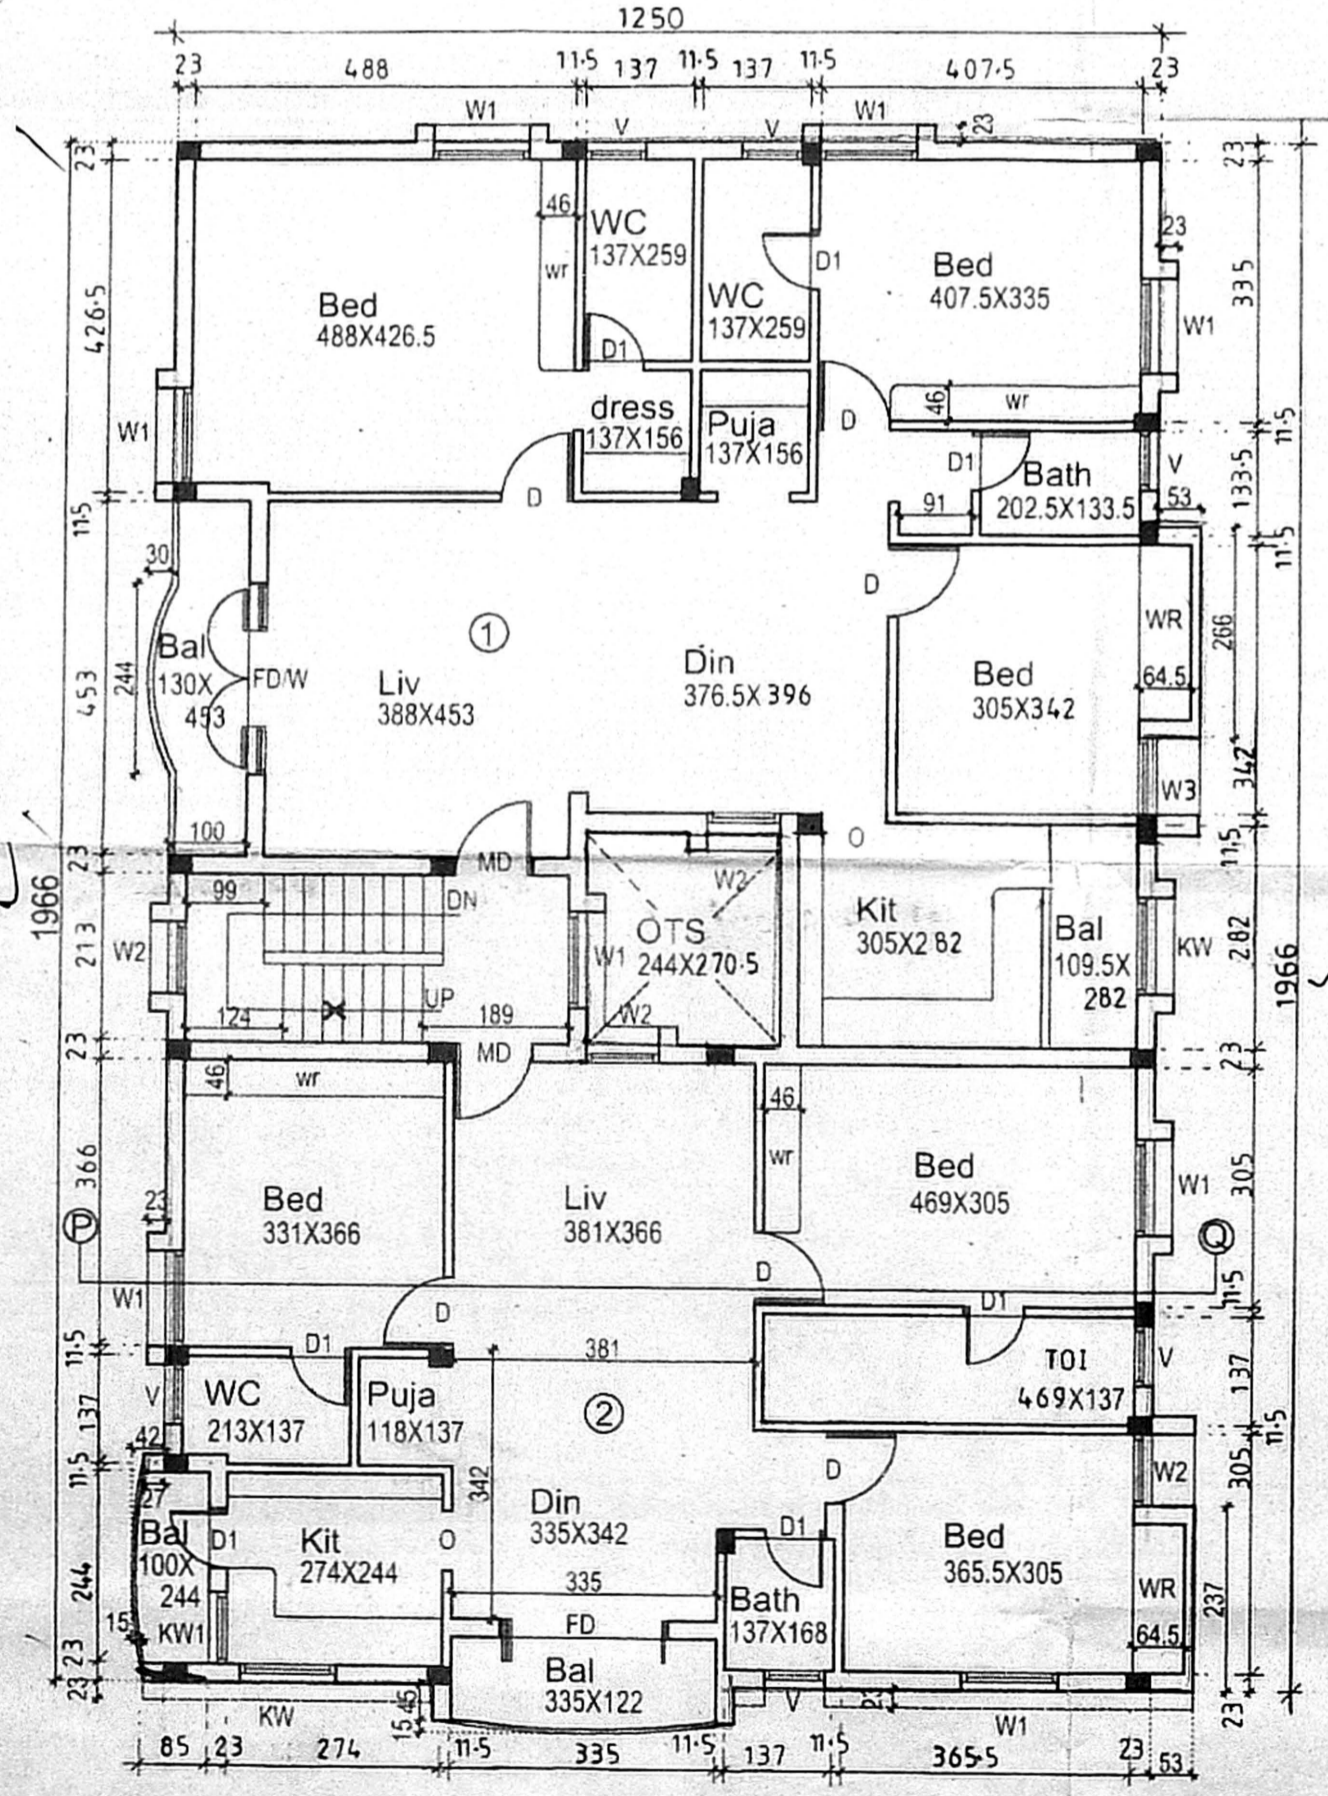 1250
23 488 11.5 137 11.5 137 11.5 407.5 23
W1 V V W1 23
23 23
46 WC
137X259
wr
D1
WC
137X259
Bed
407.5X335
23
335
Bed
488X426.5
426.5
W1
D1
46 wr
W1
dress
137X156
Puja
137X156
D
D1
Bath
202.5X133.5
V
53
91
11.5
133.5
11.5
D
11.5
30
D
1
Bal
130X
453
244
FD/W
Liv
388X453
453
Din
376.5X396
Bed
305X342
WR
64.5
266
342
W3
100
MD
O
23
11.5
99
DN
W2
1966
213
W2
OTS
244X270.5
W1
Kit
305X282
Bal
109.5X
282
KW
282
1966
UP
124
189
W2
23
MD
23
46 wr
46
wr
366
23
Bed
331X366
Liv
381X366
Bed
469X305
W1
305
P
Q
W1
D
D
D1
11.5
11.5
D1
381
TOI
469X137
V
137
V
WC
213X137
Puja
118X137
2
137
42
11.5
11.5
27
Bal
100X
244
D1
Kit
274X244
O
342
Din
335X342
D
D1
Bed
365.5X305
W2
305
244
15
KW1
335
FD
Bath
137X168
WR
64.5
237
23
23
Bal
335X122
45
15
KW
V
23
W1
23
85 23 274 11.5 335 11.5 137 11.5 365.5 23 53